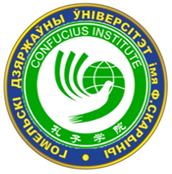 ГОМЕЛЬСКІ ДЗЯРЖАЎНЫ ЎНІВЕРСІТЭТ імя Ф.СКАРЫНЫ
CONFUCIUS INSTITUTE
孔子学院